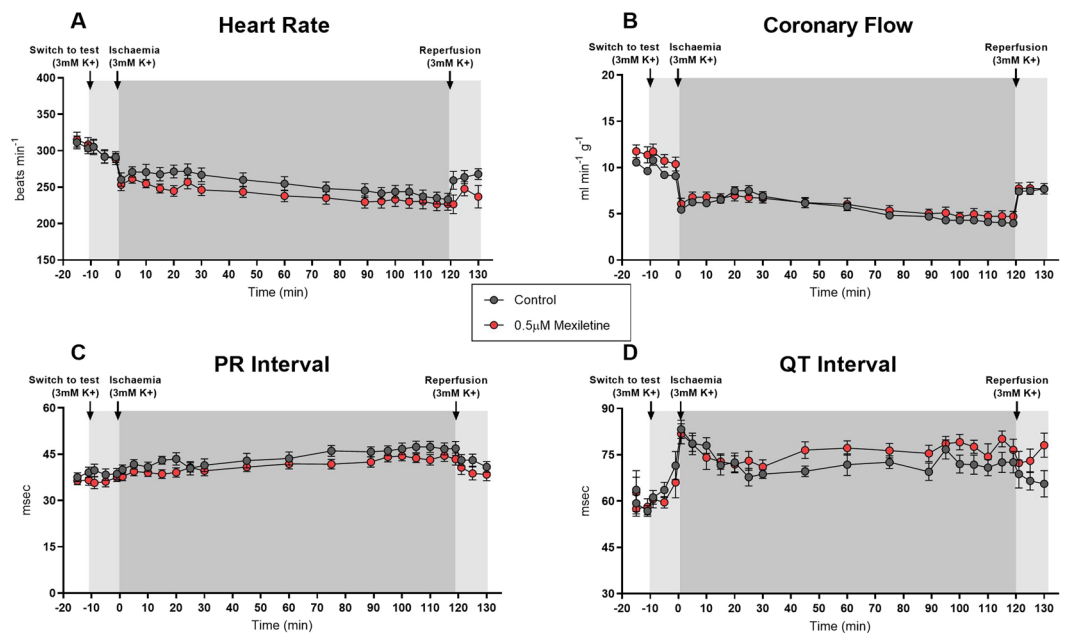 A
Heart Rate
Switch to test
(3mM K+)
Ischaemia
(3mM K+)
Reperfusion
(3mM K+)
400
350
300
250
200
150
beats min⁻¹
-20 -10 0 10 20 30 40 50 60 70 80 90 100 110 120 130
Time (min)
B
Coronary Flow
Switch to test
(3mM K+)
Ischaemia
(3mM K+)
Reperfusion
(3mM K+)
20
15
10
5
0
ml min⁻¹ g⁻¹
-20 -10 0 10 20 30 40 50 60 70 80 90 100 110 120 130
Time (min)
Control
0.5µM Mexiletine
C
PR Interval
Switch to test
(3mM K+)
Ischaemia
(3mM K+)
Reperfusion
(3mM K+)
60
45
30
15
0
msec
-20 -10 0 10 20 30 40 50 60 70 80 90 100 110 120 130
Time (min)
D
QT Interval
Switch to test
(3mM K+)
Ischaemia
(3mM K+)
Reperfusion
(3mM K+)
90
75
60
45
30
msec
-20 -10 0 10 20 30 40 50 60 70 80 90 100 110 120 130
Time (min)